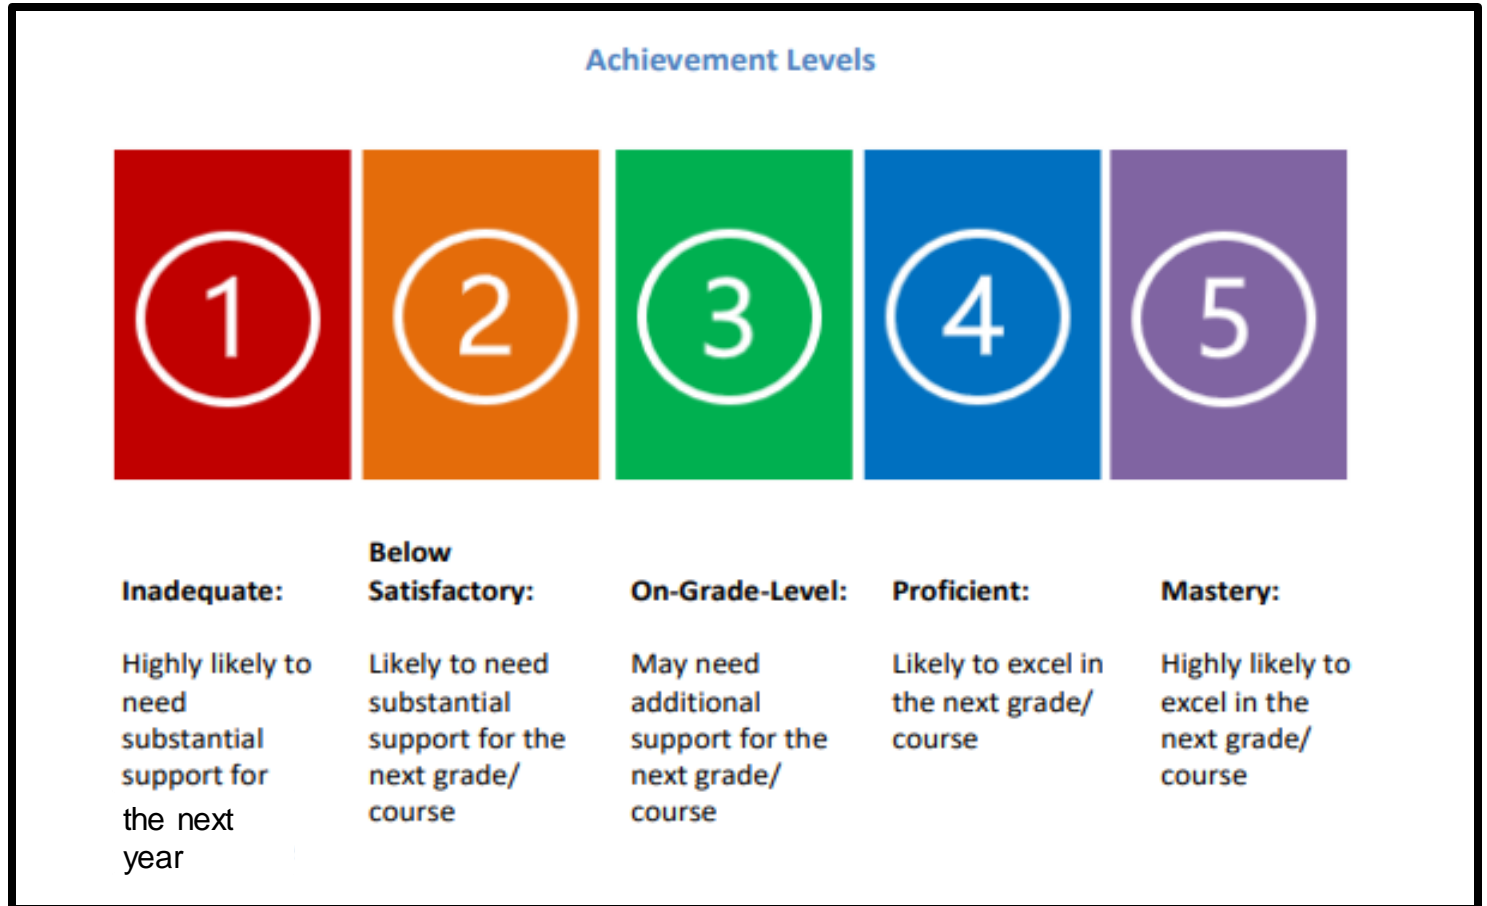 Achievement Levels
1
2
3
4
5
Inadequate:
Highly likely to
need
substantial
support for
the next
year
Below
Satisfactory:
Likely to need
substantial
support for the
next grade/
course
On-Grade-Level:
May need
additional
support for the
next grade/
course
Proficient:
Likely to excel in
the next grade/
course
Mastery:
Highly likely to
excel in the
next grade/
course